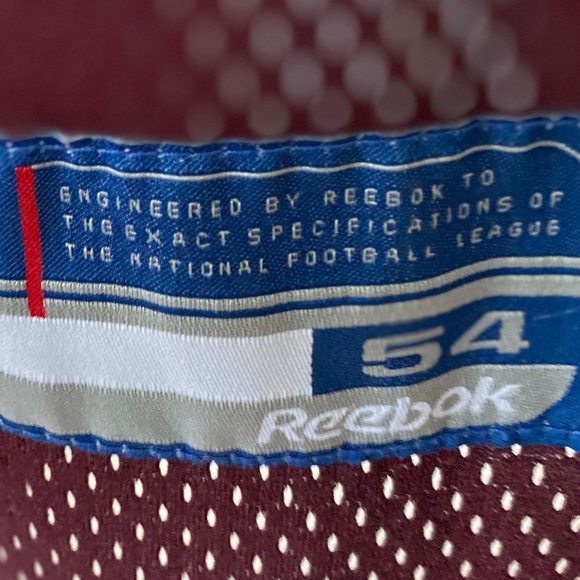 ENGINEERED BY REEBOK TO
THE EXACT SPECIFICATIONS OF
THE NATIONAL FOOTBALL LEAGUE
54
Reebok